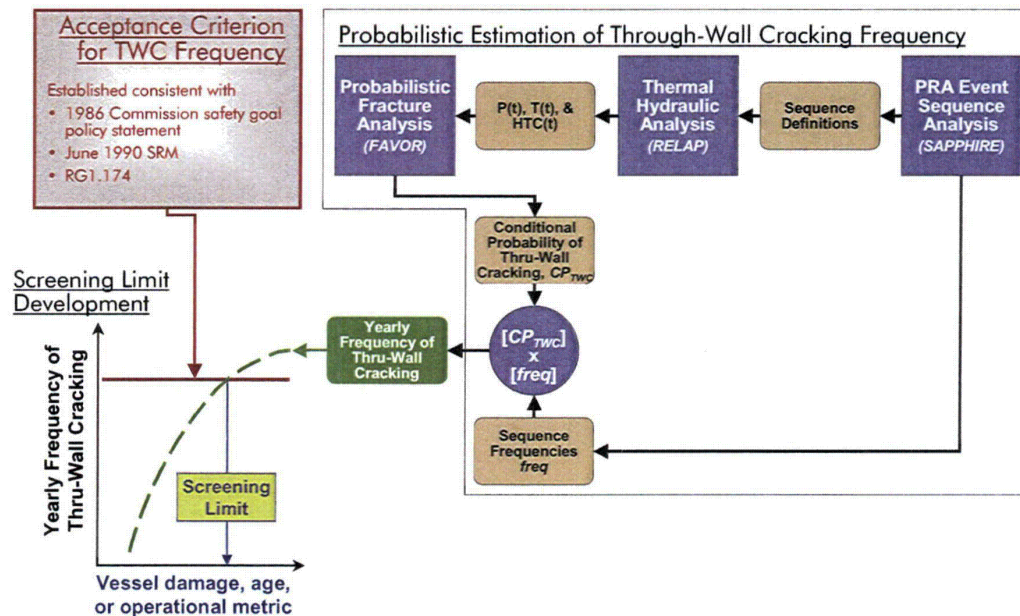 Acceptance Criterion
for TWC Frequency
Established consistent with
• 1986 Commission safety goal
policy statement
• June 1990 SRM
• RG1.174
Probabilistic Estimation of Through-Wall Cracking Frequency
Probabilistic
Fracture
Analysis
(FAVOR)
P(t), T(t), &
HTC(t)
Thermal
Hydraulic
Analysis
(RELAP)
Sequence
Definitions
PRA Event
Sequence
Analysis
(SAPPHIRE)
Conditional
Probability of
Thru-Wall
Cracking, CPTWC
[CPTWC]
x
[freq]
Sequence
Frequencies
freq
Yearly
Frequency of
Thru-Wall
Cracking
Screening Limit
Development
Yearly Frequency of
Thru-Wall Cracking
Screening
Limit
Vessel damage, age,
or operational metric